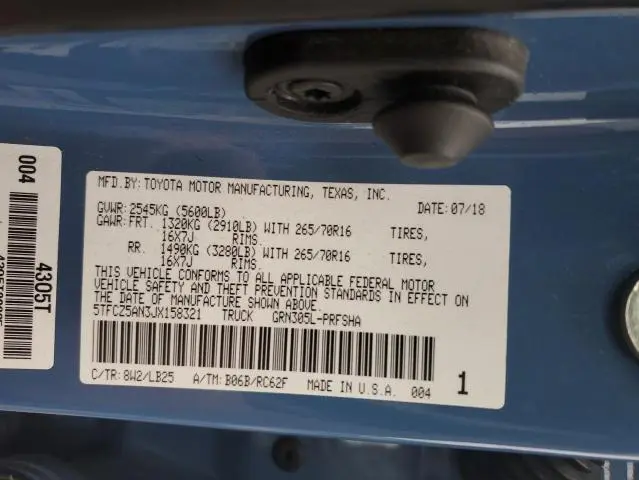 MFD.BY: TOYOTA MOTOR MANUFACTURING, TEXAS, INC.
GVWR: 2545KG (5600LB) DATE: 07/18
GAWR: FRT. 1320KG (2910LB) WITH 265/70R16 TIRES,
16X7J RIMS.
RR. 1490KG (3280LB) WITH 265/70R16 TIRES,
16X7J RIMS.
THIS VEHICLE CONFORMS TO ALL APPLICABLE FEDERAL MOTOR
VEHICLE SAFETY AND THEFT PREVENTION STANDARDS IN EFFECT ON
THE DATE OF MANUFACTURE SHOWN ABOVE.
5TFCZ5AN3JX158321 TRUCK GRN305L-PRFSHA
C/TR: 8W2/LB25 A/TM: B06B/RC62F MADE IN U.S.A. 004 1
004
4305T